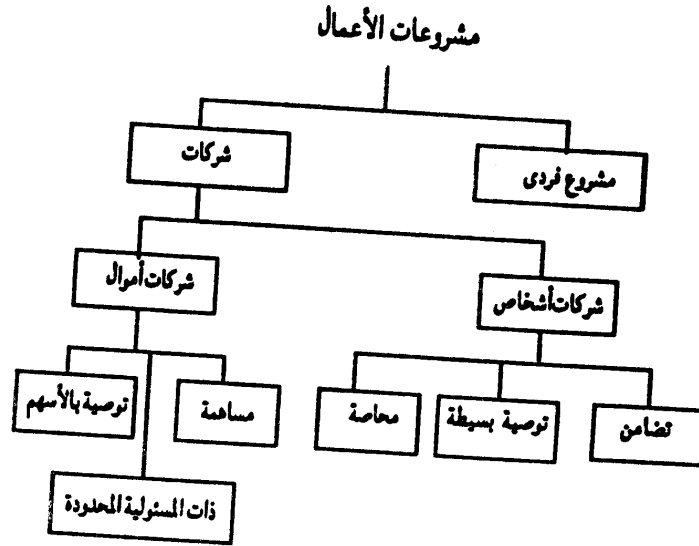 مشروعات الأعمال
مشروع فردى
شركات
شركات أشخاص
شركات أموال
تضامن
توصية بسيطة
محاصة
مساهمة
توصية بالأسهم
ذات المسئولية المحدودة